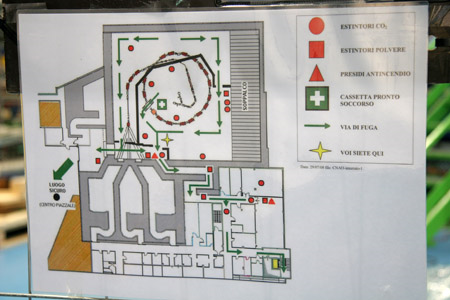 ESTINTORI CO₂
ESTINTORI POLVERE
PRESIDI ANTINCENDIO
CASSETTA PRONTO
SOCCORSO
VIA DI FUGA
VOI SIETE QUI
SOPPALCO
LUOGO
SICURO
(CENTRO PIAZZALE)